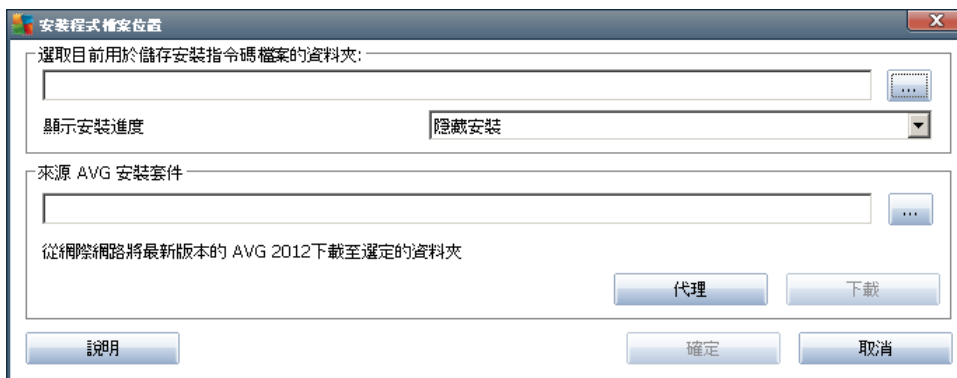 安裝程式檔案位置
選取目前用於儲存安裝指令碼檔案的資料夾:
...
顯示安裝進度
隱藏安裝
來源 AVG 安裝套件
...
從網際網路將最新版本的 AVG 2012下載至選定的資料夾
代理
下載
說明
確定
取消